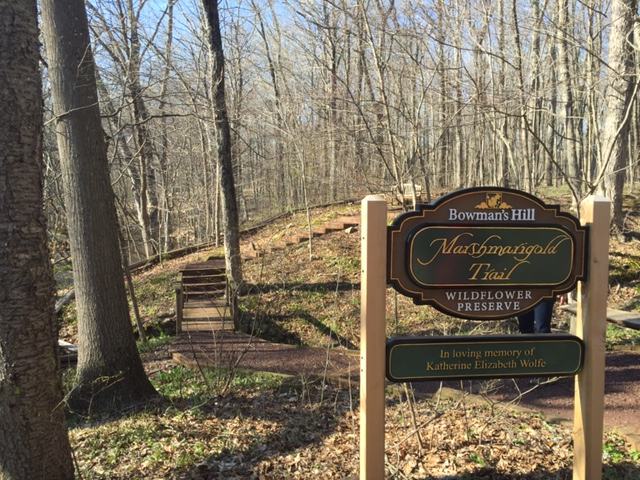 Bowman's Hill
Marshmarigold
Trail
WILDFLOWER
PRESERVE
In loving memory of
Katherine Elizabeth Wolfe